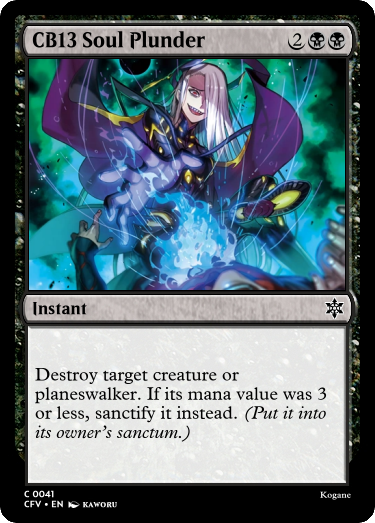 CB13 Soul Plunder 2
Instant
Destroy target creature or
planeswalker. If its mana value was 3
or less, sanctify it instead. (Put it into
its owner's sanctum.)
C 0041
CFV • EN KAWORU
Kogane